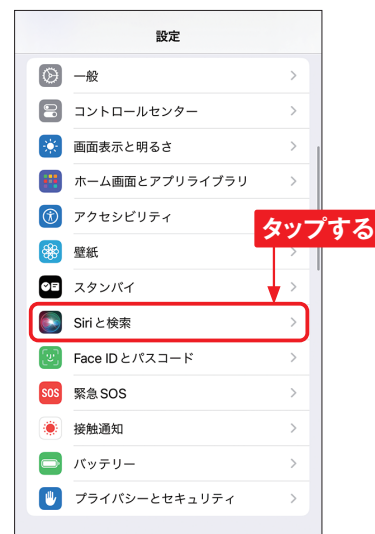 設定
一般
コントロールセンター
画面表示と明るさ
ホーム画面とアプリライブラリ
アクセシビリティ
タップする
壁紙
スタンバイ
Siriと検索
Face IDとパスコード
SOS 緊急SOS
接触通知
バッテリー
プライバシーとセキュリティ